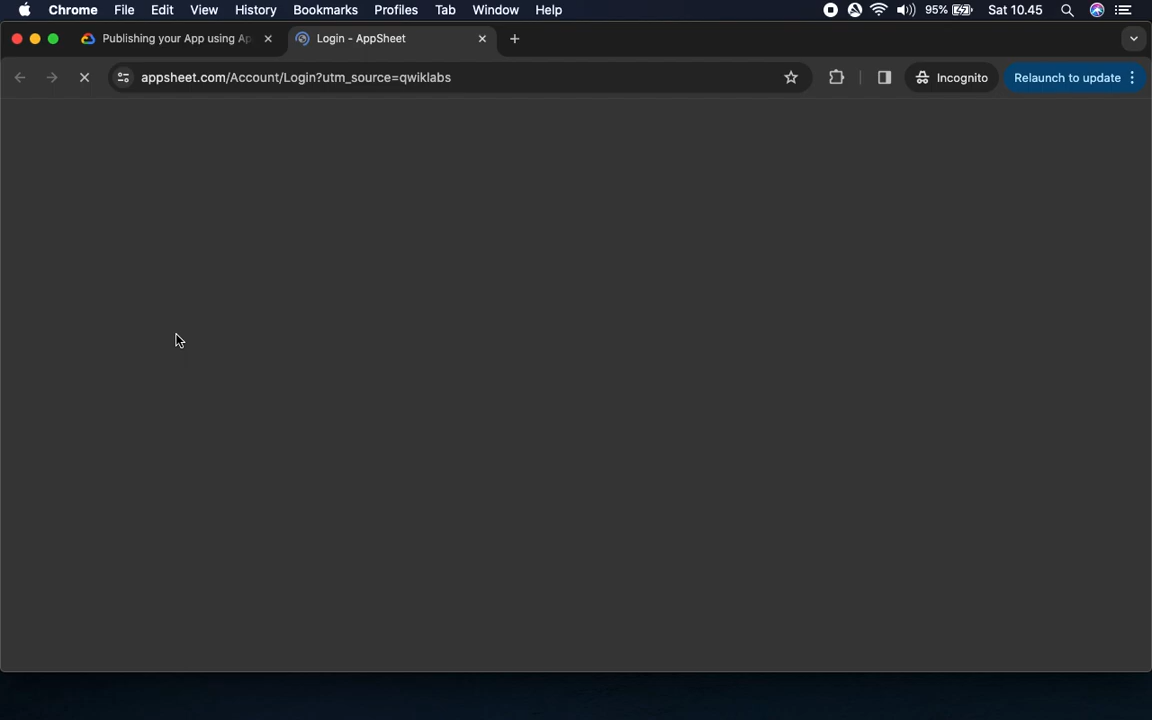 Chrome File Edit View History Bookmarks Profiles Tab Window Help 95% Sat 10.45
Publishing your App using Ap Login - AppSheet
appsheet.com/Account/Login?utm_source=qwiklabs Incognito Relaunch to update